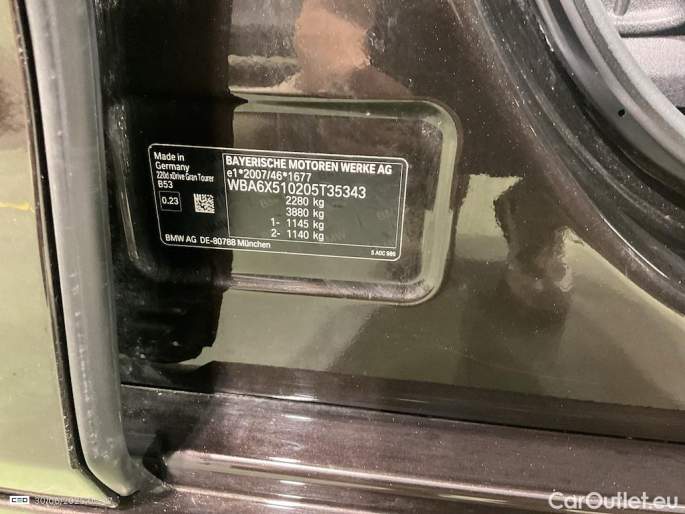 Made in
Germany
220d xDrive Gran Tourer
B53
0.23
BAYERISCHE MOTOREN WERKE AG
e1*2007/46*1677
WBA6X510205T35343
2280 kg
3880 kg
1- 1145 kg
2- 1140 kg
BMW AG DE-80788 München
CarOutlet.eu